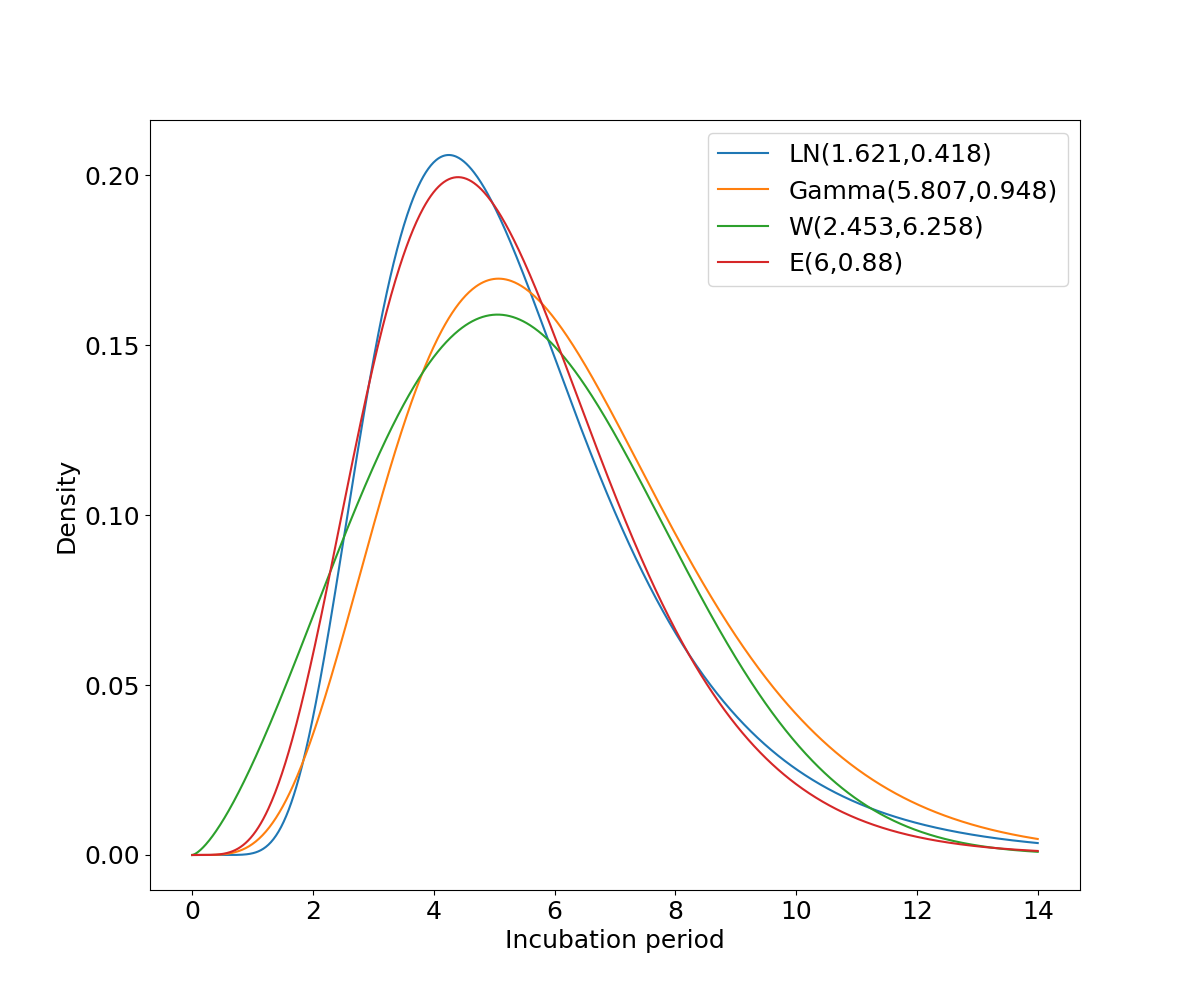 LN(1.621,0.418)
Gamma(5.807,0.948)
W(2.453,6.258)
E(6,0.88)
0.20
0.15
0.10
0.05
0.00
Density
0 2 4 6 8 10 12 14
Incubation period